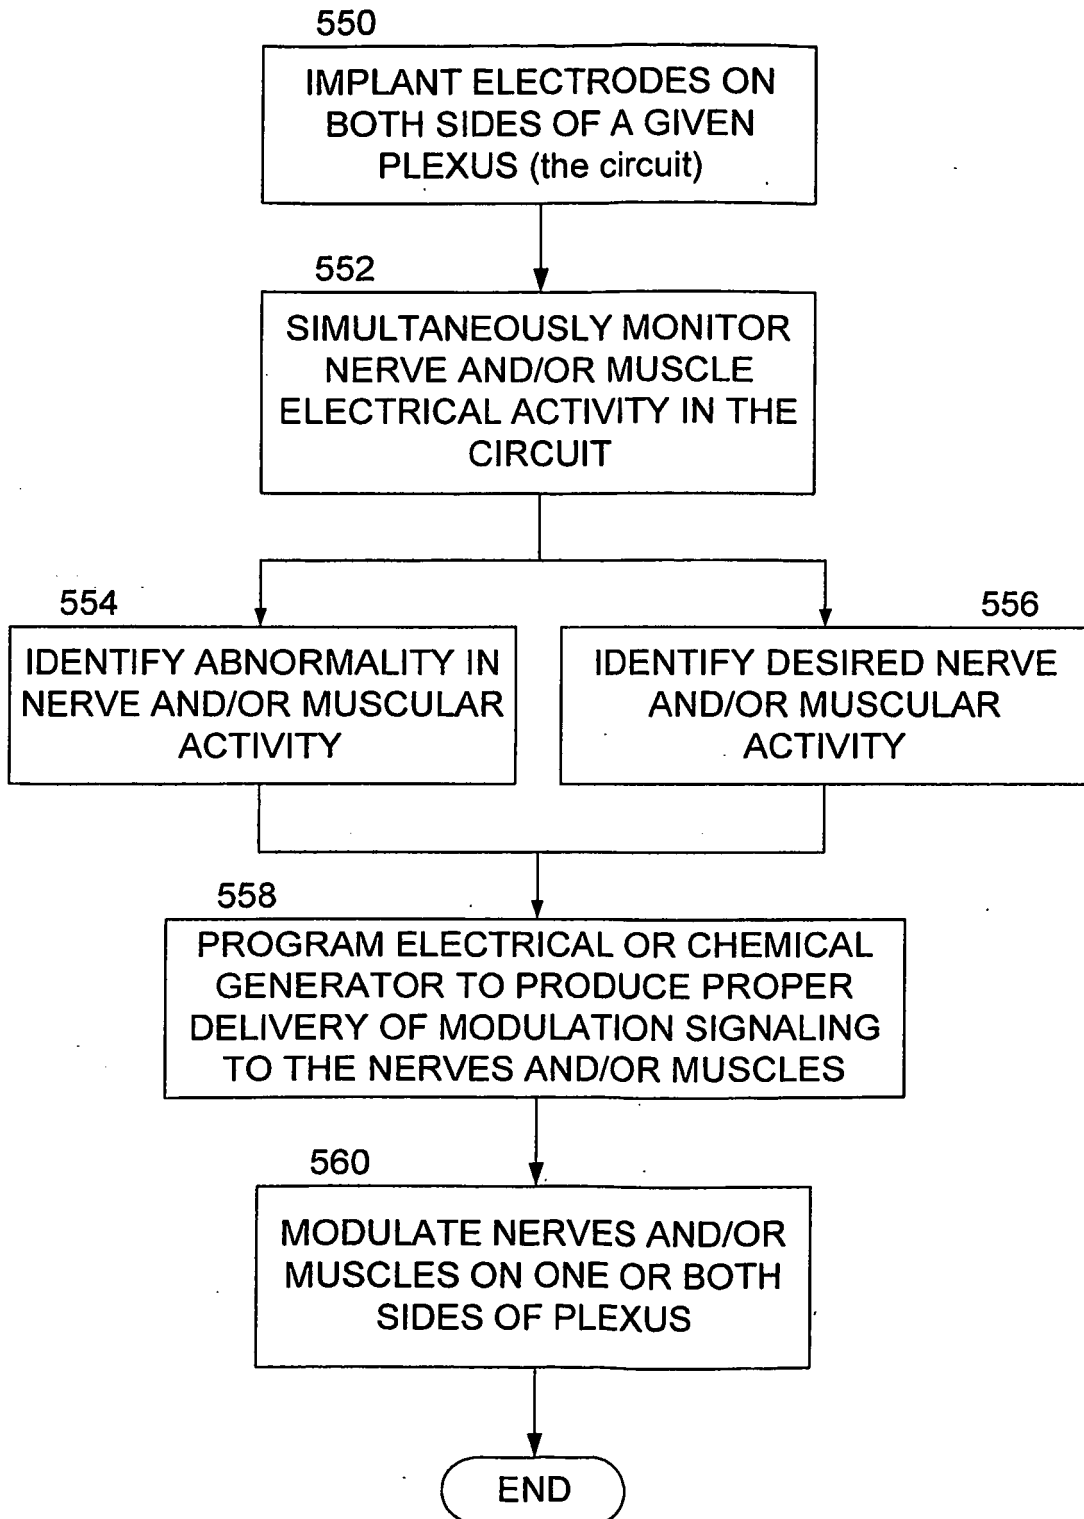 550
IMPLANT ELECTRODES ON
BOTH SIDES OF A GIVEN
PLEXUS (the circuit)
552
SIMULTANEOUSLY MONITOR
NERVE AND/OR MUSCLE
ELECTRICAL ACTIVITY IN THE
CIRCUIT
554
IDENTIFY ABNORMALITY IN
NERVE AND/OR MUSCULAR
ACTIVITY
556
IDENTIFY DESIRED NERVE
AND/OR MUSCULAR
ACTIVITY
558
PROGRAM ELECTRICAL OR CHEMICAL
GENERATOR TO PRODUCE PROPER
DELIVERY OF MODULATION SIGNALING
TO THE NERVES AND/OR MUSCLES
560
MODULATE NERVES AND/OR
MUSCLES ON ONE OR BOTH
SIDES OF PLEXUS
END